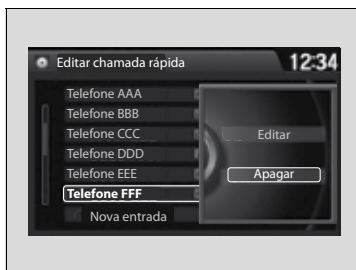 Editar chamada rápida 12:34
Telefone AAA
Telefone BBB
Telefone CCC
Telefone DDD
Telefone EEE
Telefone FFF
Nova entrada
Editar
Apagar